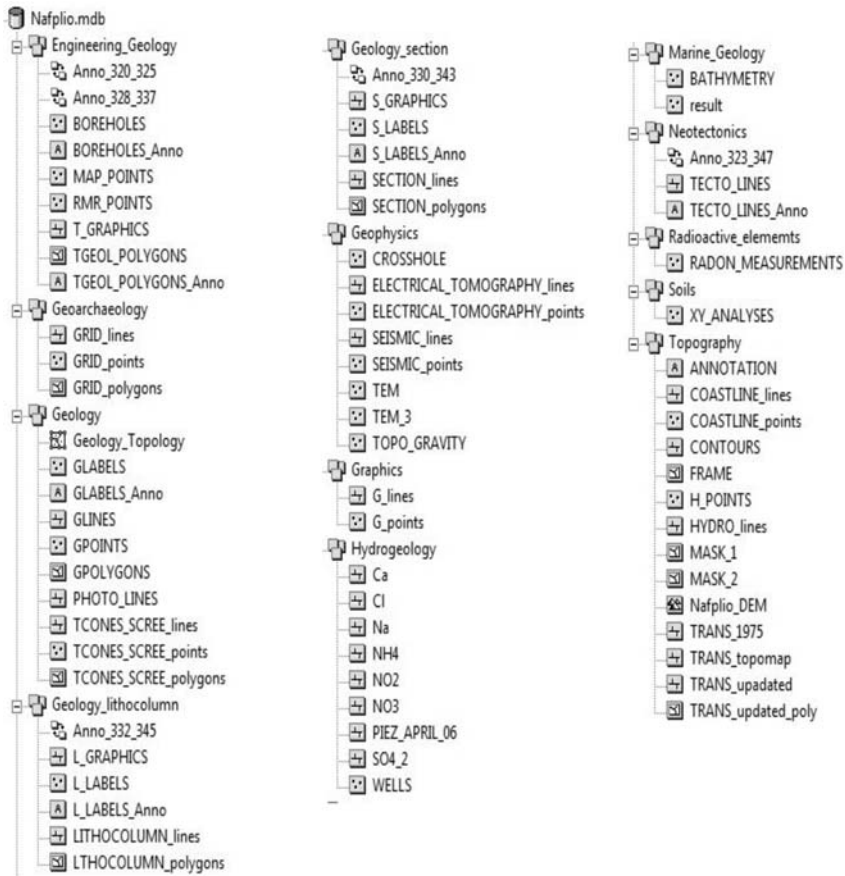 Nafplio.mdb
Engineering_Geology
Anno_320_325
Anno_328_337
BOREHOLES
BOREHOLES_Anno
MAP_POINTS
RMR_POINTS
T_GRAPHICS
TGEOL_POLYGONS
TGEOL_POLYGONS_Anno
Geoarchaeology
GRID_lines
GRID_points
GRID_polygons
Geology
Geology_Topology
GLABELS
GLABELS_Anno
GLINES
GPOINTS
GPOLYGONS
PHOTO_LINES
TCONES_SCREE_lines
TCONES_SCREE_points
TCONES_SCREE_polygons
Geology_lithocolumn
Anno_332_345
L_GRAPHICS
L_LABELS
L_LABELS_Anno
LITHOCOLUMN_lines
LTHOCOLUMN_polygons
Geology_section
Anno_330_343
S_GRAPHICS
S_LABELS
S_LABELS_Anno
SECTION_lines
SECTION_polygons
Geophysics
CROSSHOLE
ELECTRICAL_TOMOGRAPHY_lines
ELECTRICAL_TOMOGRAPHY_points
SEISMIC_lines
SEISMIC_points
TEM
TEM_3
TOPO_GRAVITY
Graphics
G_lines
G_points
Hydrogeology
Ca
Cl
Na
NH4
NO2
NO3
PIEZ_APRIL_06
SO4_2
WELLS
Marine_Geology
BATHYMETRY
result
Neotectonics
Anno_323_347
TECTO_LINES
TECTO_LINES_Anno
Radioactive_elememts
RADON_MEASUREMENTS
Soils
XY_ANALYSES
Topography
ANNOTATION
COASTLINE_lines
COASTLINE_points
CONTOURS
FRAME
H_POINTS
HYDRO_lines
MASK_1
MASK_2
Nafplio_DEM
TRANS_1975
TRANS_topomap
TRANS_upadated
TRANS_updated_poly